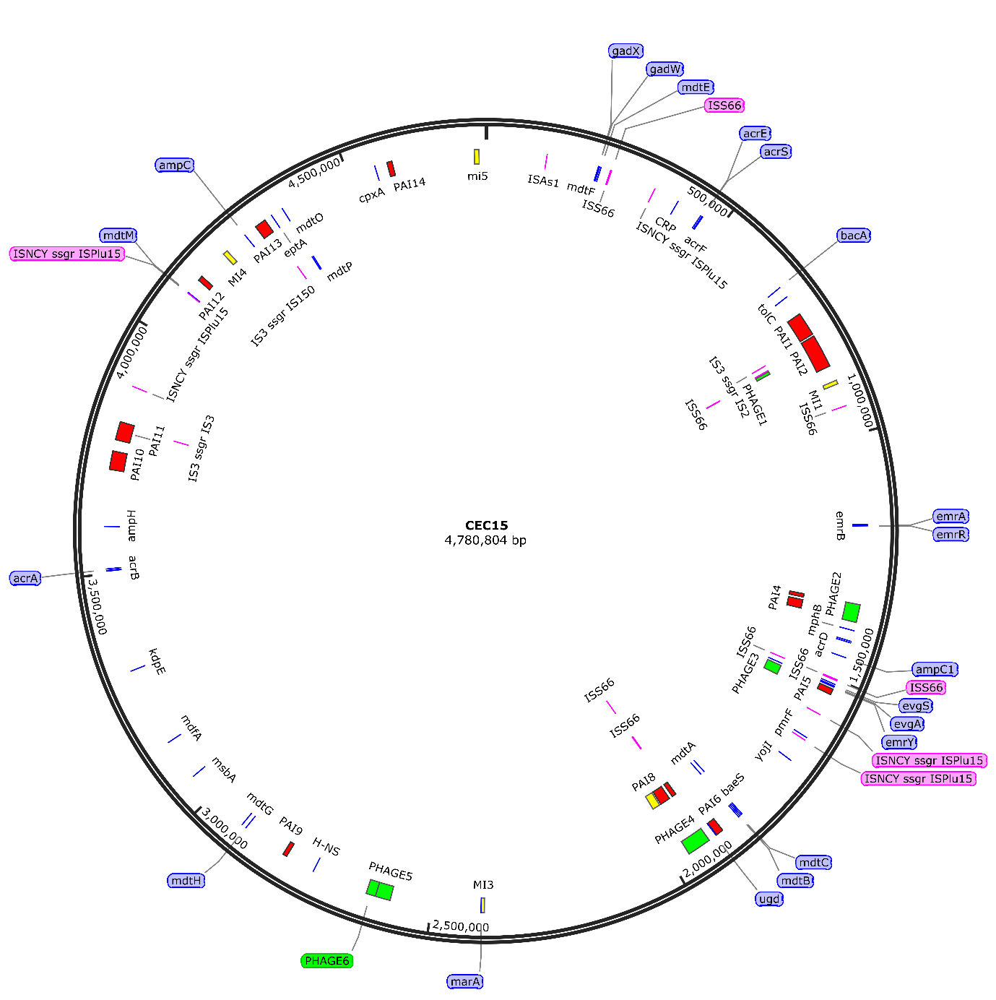 gadX
gadW
mdtE
ISS66
acrE
acrS
ampC
4,500,000
cpxA
PAI14
mi5
ISAs1
mdtF
ISS66
500,000
CRP
acrF
ISNCY ssgr ISPlu15
bacA
mdtM
ISNCY ssgr ISPlu15
PAI12
MI4
PAI13
eptA
mdtO
mdtP
IS3 ssgr IS150
ISNCY ssgr ISPlu15
4,000,000
tolC
PAI1
PAI2
MI1
ISS66
1,000,000
IS3 ssgr IS2
PHAGE1
ISS66
PAI11
PAI10
IS3 ssgr IS3
ampH
acrB
acrA
3,500,000
CEC15
4,780,804 bp
emrB
emrA
emrR
PAI4
mphB
PHAGE2
acrD
1,500,000
ISS66
PHAGE3
ISS66
PAI5
ampC1
ISS66
evgS
evgA
emrY
ISNCY ssgr ISPlu15
ISNCY ssgr ISPlu15
kdpE
mdfA
msbA
mdtG
3,000,000
PAI9
H-NS
mdtH
ISS66
ISS66
pmrF
yojI
mdtA
PAI8
baeS
PAI6
PHAGE4
2,000,000
mdtC
mdtB
ugd
PHAGE5
PHAGE6
MI3
2,500,000
marA